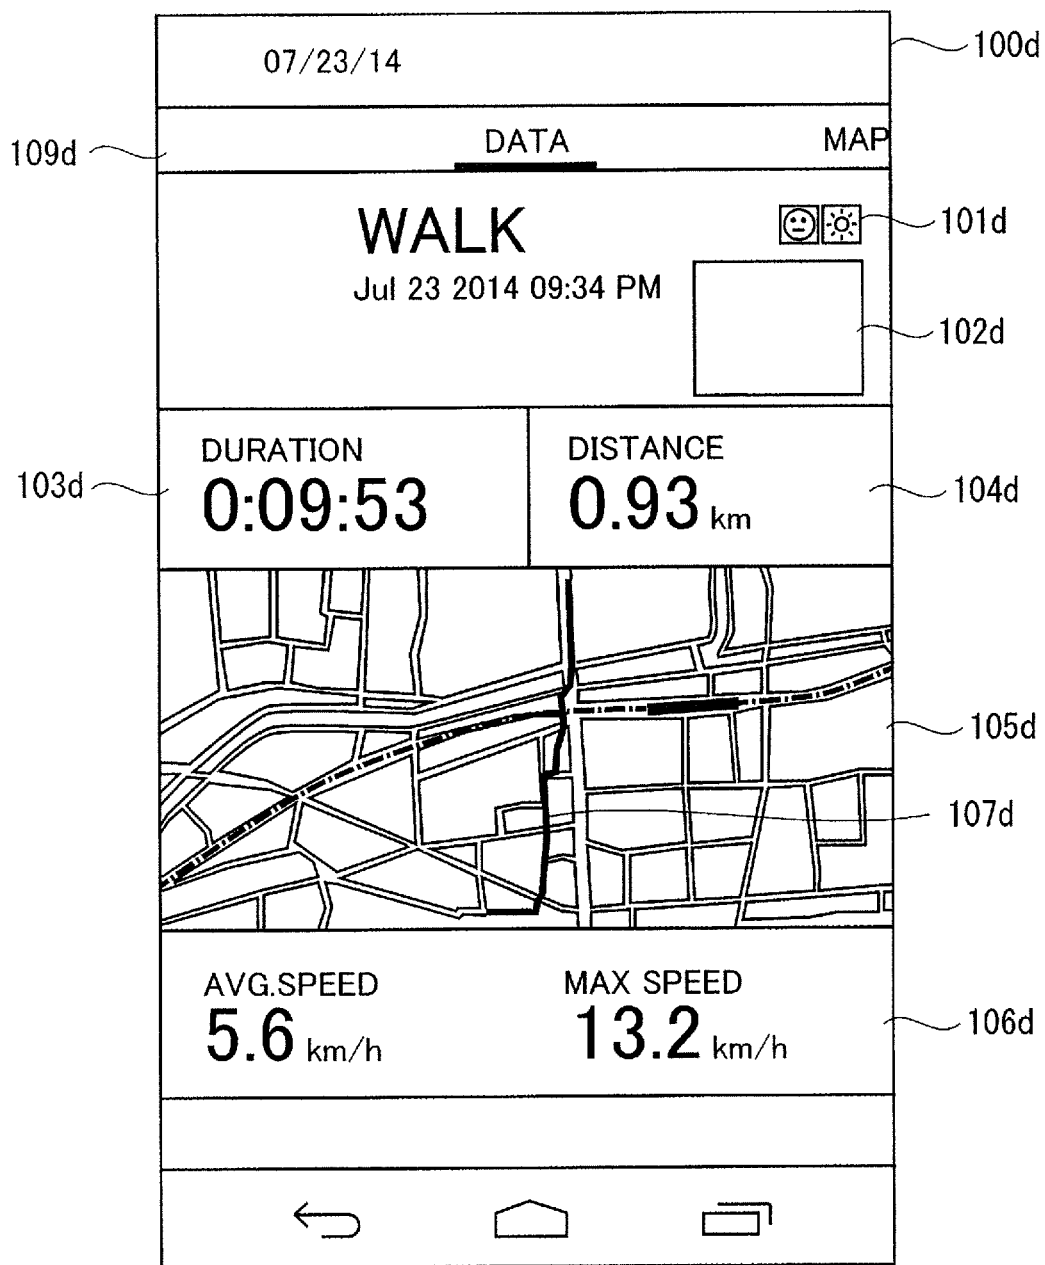 07/23/14
100d
109d
DATA
MAP
WALK
101d
Jul 23 2014 09:34 PM
102d
DURATION
DISTANCE
103d
0:09:53
0.93 km
104d
105d
107d
AVG.SPEED
MAX SPEED
5.6 km/h
13.2 km/h
106d